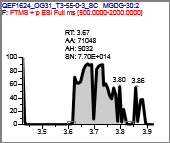 QEF1624_OG31_T3-55-0-3_SC MGDG-30:2
F: FTMS + p ESI Full ms [500.0000-2000.0000]
RT: 3.67
AA: 71048
AH: 9032
SN: 7.70E+014
100
80
60
40
20
0
3.80
3.86
3.5 3.6 3.7 3.8 3.9